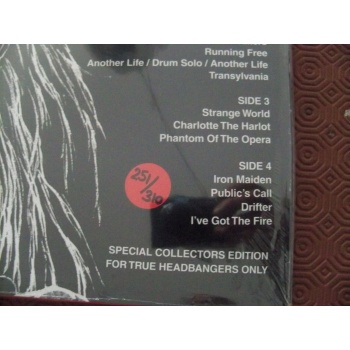 Running Free
Another Life / Drum Solo / Another Life
Transylvania
SIDE 3
Strange World
Charlotte The Harlot
Phantom Of The Opera
SIDE 4
Iron Maiden
Public's Call
Drifter
I've Got The Fire
251/310
SPECIAL COLLECTORS EDITION
FOR TRUE HEADBANGERS ONLY